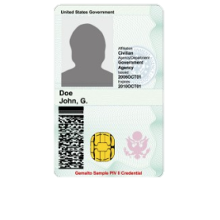 United States Government
Affiliation
Civilian
Agency/Department
Government
Agency
Issued
2009OCT01
Expires
2010OCT01
Doe
John, G.
Gemalto Sample PIV II Credential